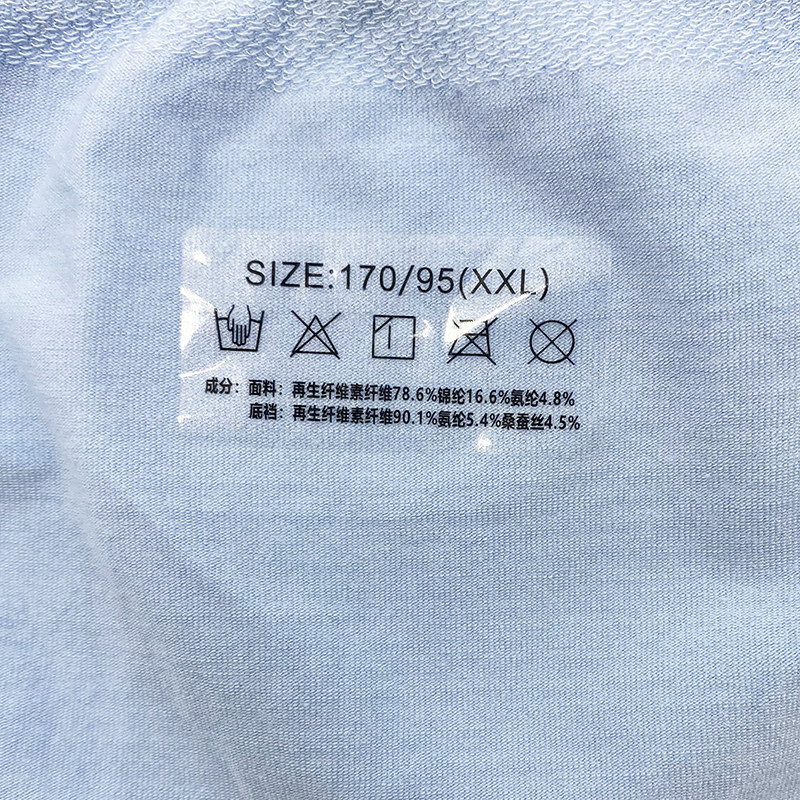 SIZE:170/95(XXL)
成分：面料：再生纤维素纤维78.6%锦纶16.6%氨纶4.8%
底裆：再生纤维素纤维90.1%氨纶5.4%桑蚕丝4.5%